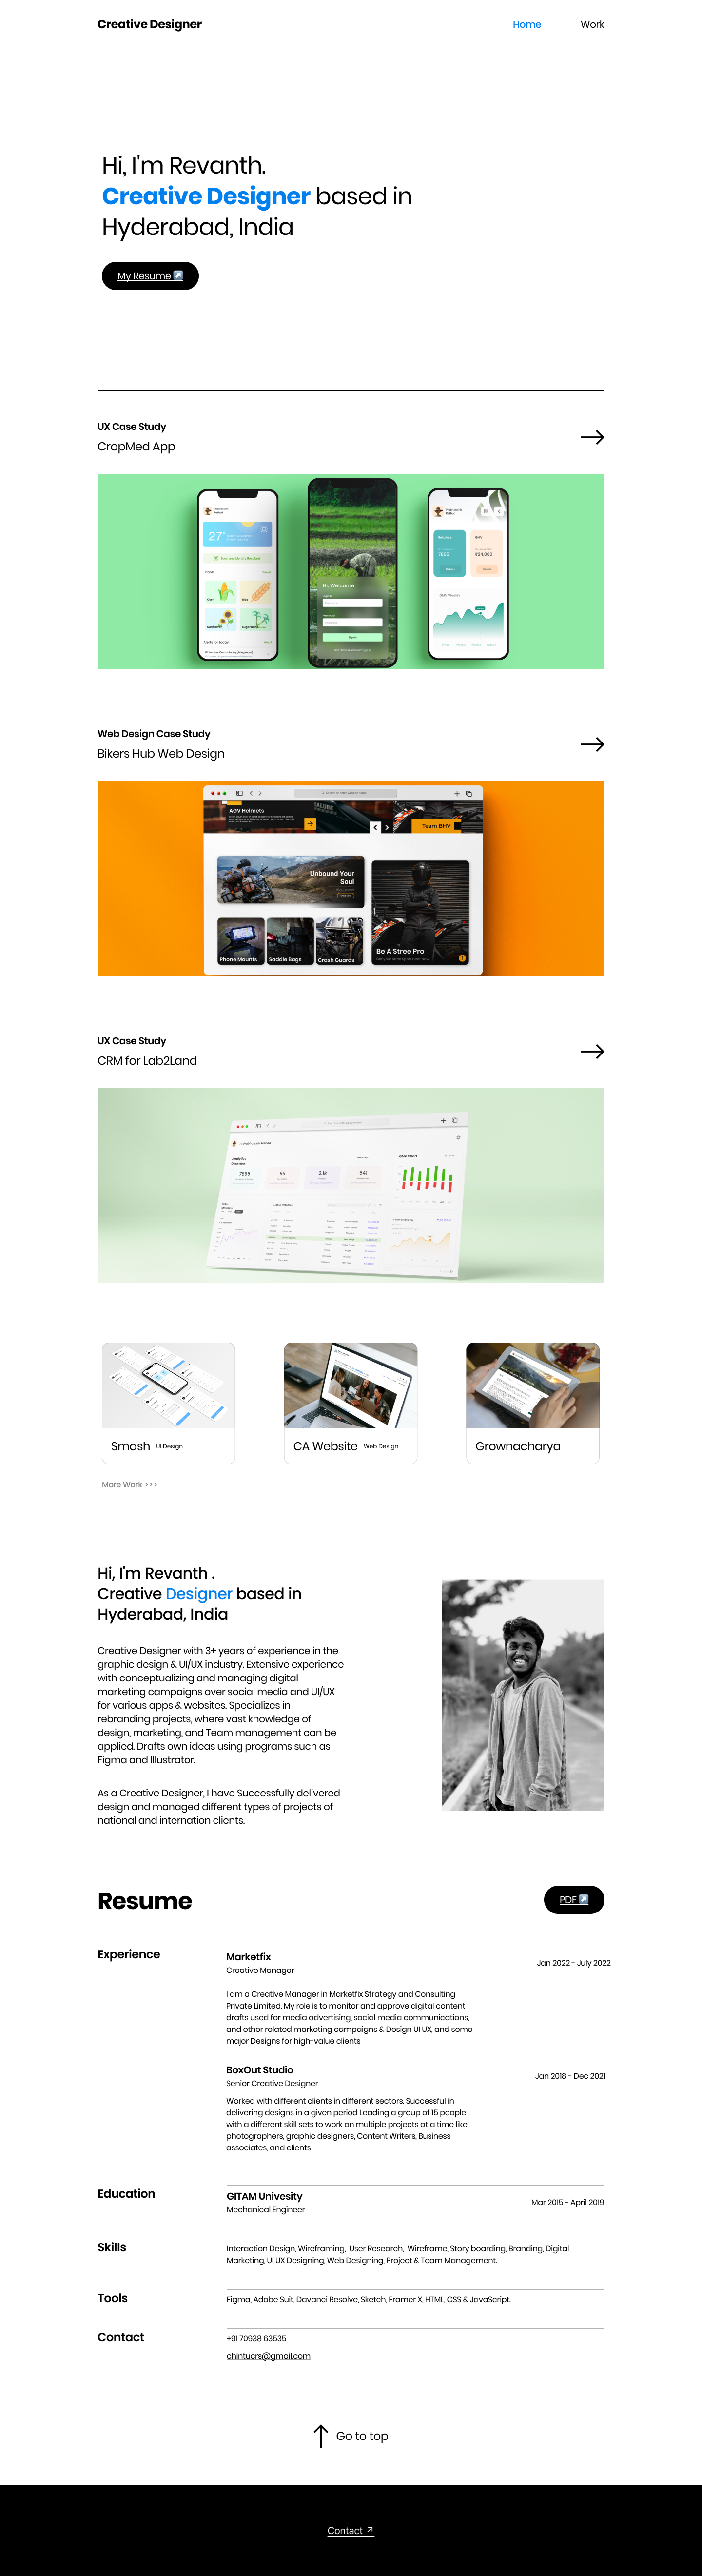 Creative Designer
Home
Work
Hi, I'm Revanth.
Creative Designer based in
Hyderabad, India
My Resume ↗
UX Case Study
CropMed App
27°
Hi, Welcome
Web Design Case Study
Bikers Hub Web Design
AGV Helmets
Team BHV
Unbound Your
Soul
Phone Mounts
Saddle Bags
Crash Guards
Be A Stree Pro
UX Case Study
CRM for Lab2Land
Analytics
Overview
7865
2.1k
541
Smash UI Design
CA Website Web Design
Grownacharya
More Work >>>
Hi, I'm Revanth .
Creative Designer based in
Hyderabad, India
Creative Designer with 3+ years of experience in the
graphic design & UI/UX industry. Extensive experience
with conceptualizing and managing digital
marketing campaigns over social media and UI/UX
for various apps & websites. Specializes in
rebranding projects, where vast knowledge of
design, marketing, and Team management can be
applied. Drafts own ideas using programs such as
Figma and Illustrator.
As a Creative Designer, I have Successfully delivered
design and managed different types of projects of
national and internation clients.
Resume
PDF ↗
Experience
Marketfix
Creative Manager
Jan 2022 - July 2022
I am a Creative Manager in Marketfix Strategy and Consulting
Private Limited. My role is to monitor and approve digital content
drafts used for media advertising, social media communications,
and other related marketing campaigns & Design UI UX, and some
major Designs for high-value clients
BoxOut Studio
Senior Creative Designer
Jan 2018 - Dec 2021
Worked with different clients in different sectors. Successful in
delivering designs in a given period Leading a group of 15 people
with a different skill sets to work on multiple projects at a time like
photographers, graphic designers, Content Writers, Business
associates, and clients
Education
GITAM Univesity
Mechanical Engineer
Mar 2015 - April 2019
Skills
Interaction Design, Wireframing, User Research, Wireframe, Story boarding, Branding, Digital
Marketing, UI UX Designing, Web Designing, Project & Team Management.
Tools
Figma, Adobe Suit, Davanci Resolve, Sketch, Framer X, HTML, CSS & JavaScript.
Contact
+91 70938 63535
chintucrs@gmail.com
Go to top
Contact ↗